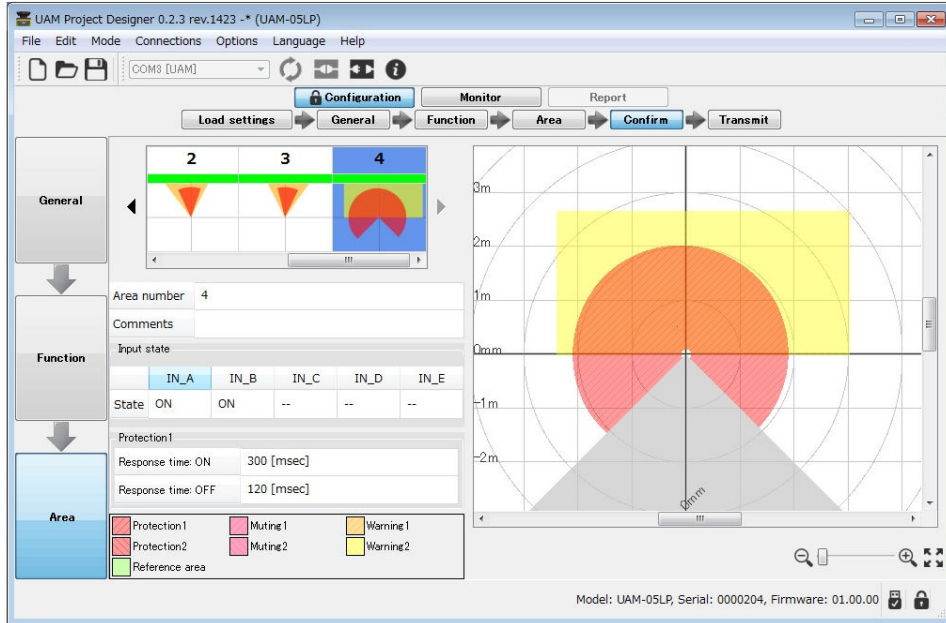 UAM Project Designer 0.2.3 rev.1423 -* (UAM-05LP)
File Edit Mode Connections Options Language Help
COM3 [UAM]
Configuration Monitor Report
Load settings General Function Area Confirm Transmit
General
Function
Area
2 3 4
Area number 4
Comments
Input state
IN_A IN_B IN_C IN_D IN_E
State ON ON -- -- --
Protection1
Response time: ON 300 [msec]
Response time: OFF 120 [msec]
Protection1 Muting1 Warning1
Protection2 Muting2 Warning2
Reference area
3m
2m
1m
0mm
-1m
-2m
0mm
Model: UAM-05LP, Serial: 0000204, Firmware: 01.00.00